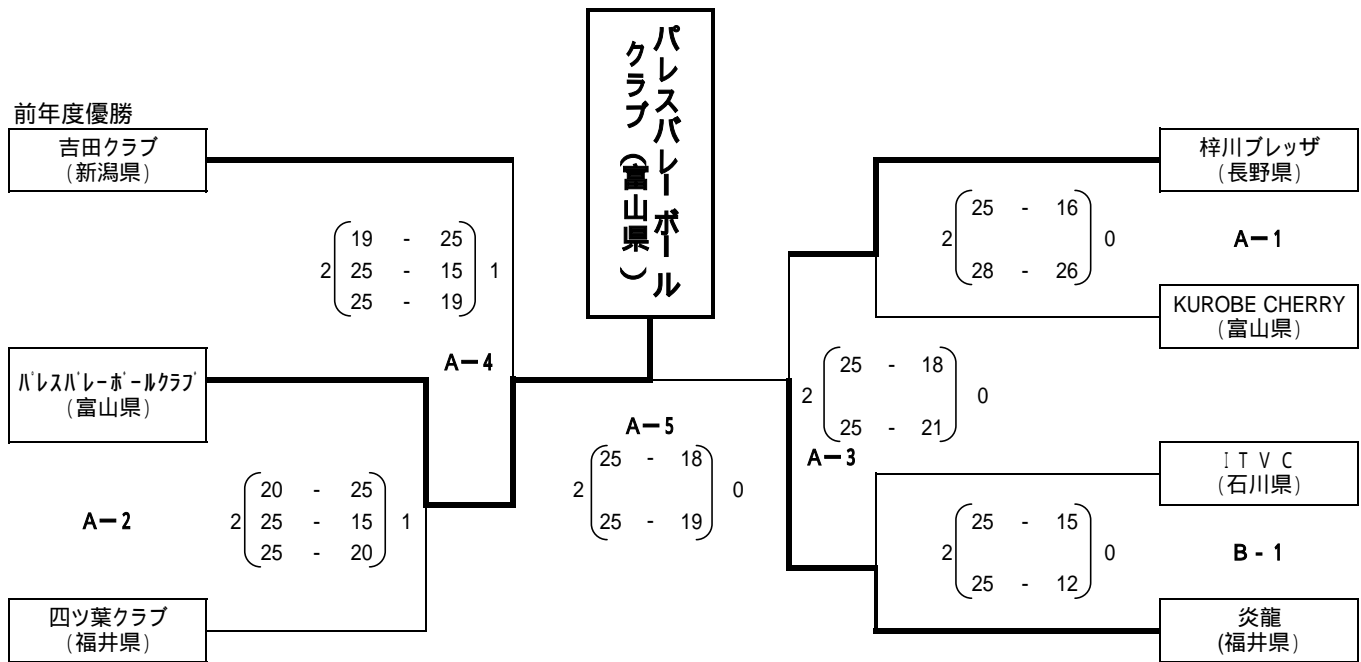 パレスバレーボール
クラブ（富山県）
前年度優勝
吉田クラブ
(新潟県)
19 - 25
2 25 - 15 1
25 - 19
A－4
パレスバレーボールクラブ
(富山県)
A－2
20 - 25
2 25 - 15 1
25 - 20
四ツ葉クラブ
(福井県)
A－5
25 - 18
2 0
25 - 19
梓川ブレッザ
(長野県)
25 - 16
2 0
28 - 26
A－1
KUROBE CHERRY
(富山県)
25 - 18
2 0
25 - 21
A－3
ＩＴＶＣ
(石川県)
25 - 15
2 0
25 - 12
B - 1
炎龍
(福井県)